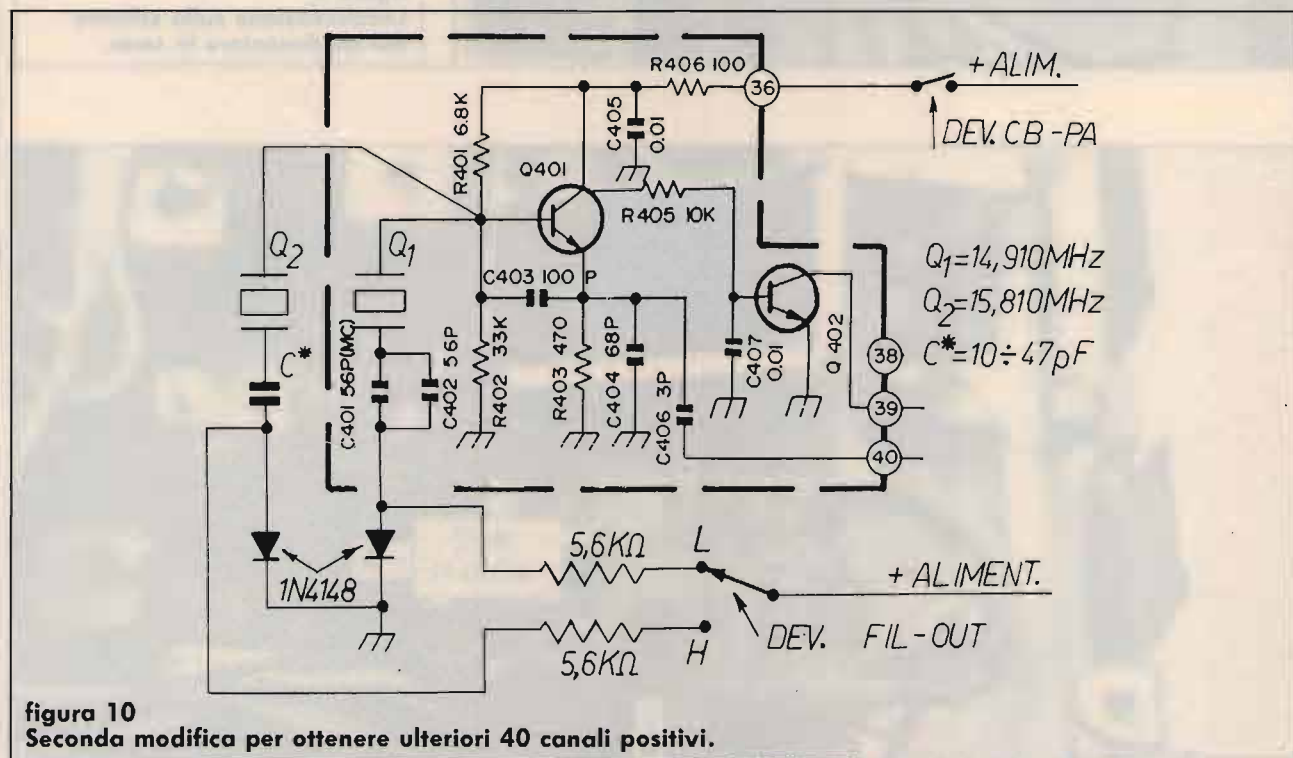 R406 100
36
+ ALIM.
DEV. CB-PA
R401 6.8K
C405
0.01
Q401
R405 10K
Q2
Q1
C403 100 P
Q1=14,910MHz
Q2=15,810MHz
C*=10÷47pF
C*
C401 56P(MC)
C402 56P
R402 33K
R403 470
C404 68P
C406 3P
C407
0.01
Q 402
38
39
40
1N4148
5,6KΩ
L
+ ALIMENT.
5,6KΩ
H
DEV. FIL-OUT
figura 10
Seconda modifica per ottenere ulteriori 40 canali positivi.